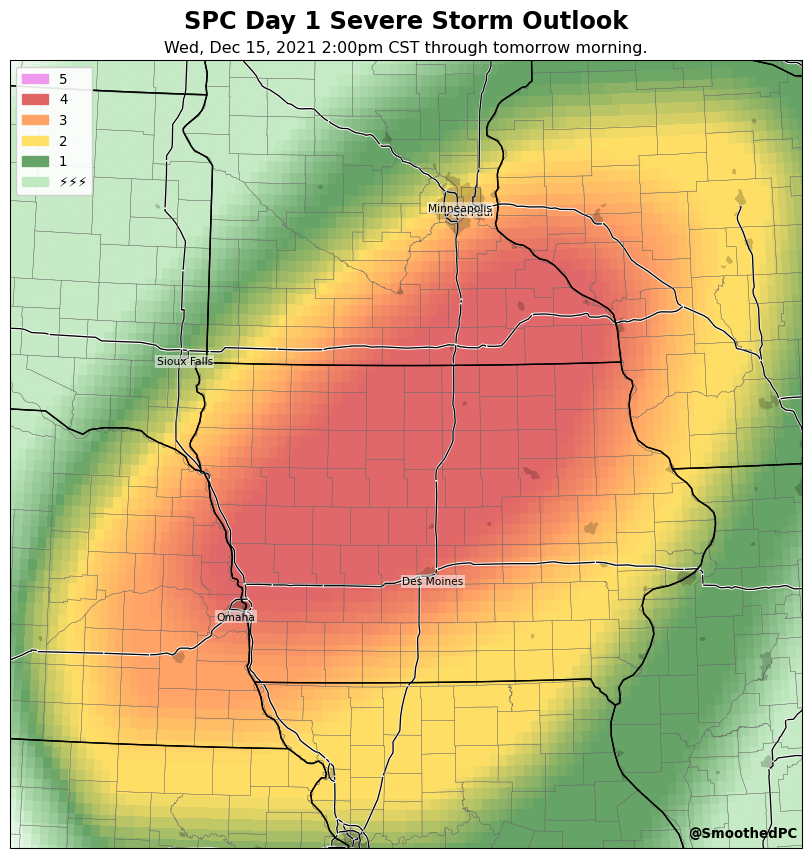 SPC Day 1 Severe Storm Outlook
Wed, Dec 15, 2021 2:00pm CST through tomorrow morning.
5
4
3
2
1
⚡⚡⚡
Minneapolis
Sioux Falls
Des Moines
Omaha
@SmoothedPC